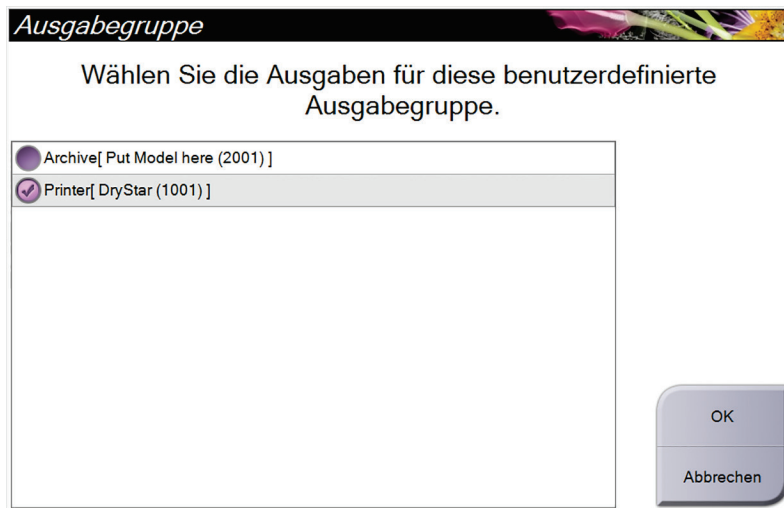 Ausgabegruppe
Wählen Sie die Ausgaben für diese benutzerdefinierte
Ausgabegruppe.
Archive[ Put Model here (2001) ]
Printer[ DryStar (1001) ]
OK
Abbrechen